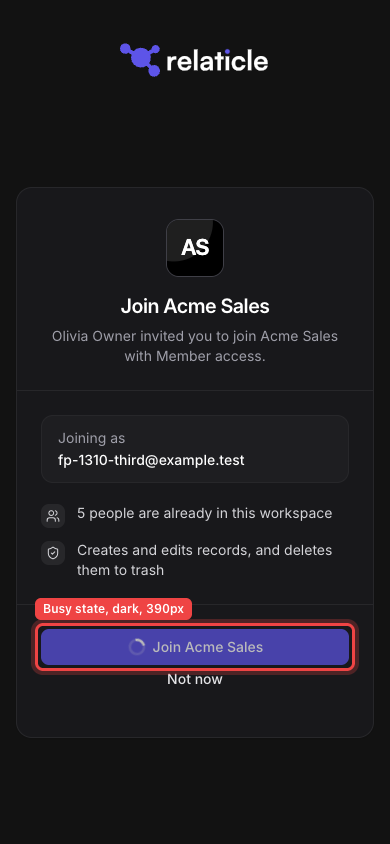 relaticle
AS
Join Acme Sales
Olivia Owner invited you to join Acme Sales
with Member access.
Joining as
fp-1310-third@example.test
5 people are already in this workspace
Creates and edits records, and deletes
them to trash
Busy state, dark, 390px
Join Acme Sales
Not now